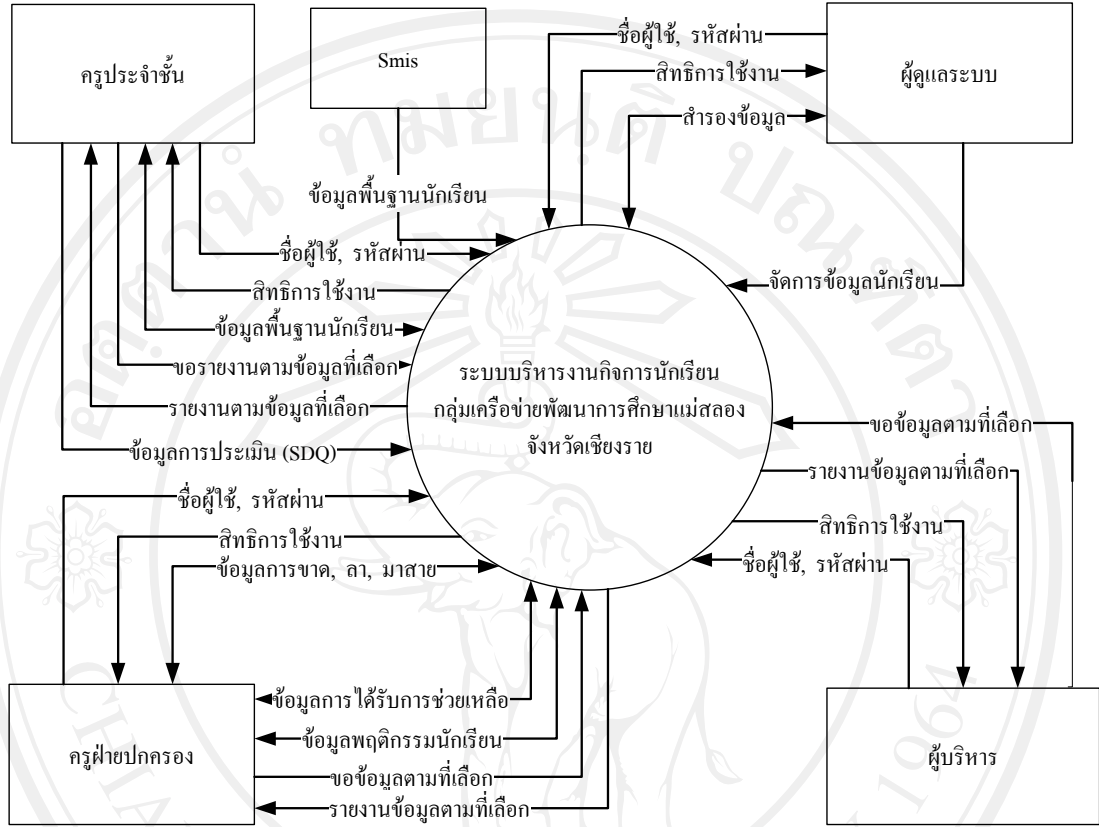 ครูประจำชั้น
Smis
ผู้ดูแลระบบ
ชื่อผู้ใช้, รหัสผ่าน
สิทธิการใช้งาน
สำรองข้อมูล
ข้อมูลพื้นฐานนักเรียน
ชื่อผู้ใช้, รหัสผ่าน
สิทธิการใช้งาน
ข้อมูลพื้นฐานนักเรียน
ขอรายงานตามข้อมูลที่เลือก
รายงานตามข้อมูลที่เลือก
ข้อมูลการประเมิน (SDQ)
จัดการข้อมูลนักเรียน
ระบบบริหารงานกิจการนักเรียน
กลุ่มเครือข่ายพัฒนาการศึกษาแม่สลอง
จังหวัดเชียงราย
ขอข้อมูลตามที่เลือก
รายงานข้อมูลตามที่เลือก
สิทธิการใช้งาน
ชื่อผู้ใช้, รหัสผ่าน
ชื่อผู้ใช้, รหัสผ่าน
สิทธิการใช้งาน
ข้อมูลการขาด, ลา, มาสาย
ครูฝ่ายปกครอง
ข้อมูลการได้รับการช่วยเหลือ
ข้อมูลพฤติกรรมนักเรียน
ขอข้อมูลตามที่เลือก
รายงานข้อมูลตามที่เลือก
ผู้บริหาร
1964